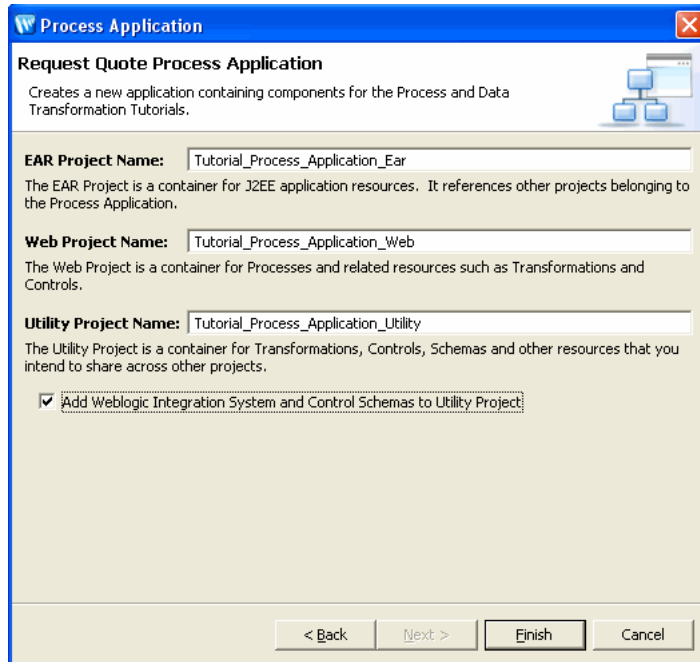 Process Application
Request Quote Process Application
Creates a new application containing components for the Process and Data
Transformation Tutorials.
EAR Project Name: Tutorial_Process_Application_Ear
The EAR Project is a container for J2EE application resources. It references other projects belonging to
the Process Application.
Web Project Name: Tutorial_Process_Application_Web
The Web Project is a container for Processes and related resources such as Transformations and
Controls.
Utility Project Name: Tutorial_Process_Application_Utility
The Utility Project is a container for Transformations, Controls, Schemas and other resources that you
intend to share across other projects.
Add Weblogic Integration System and Control Schemas to Utility Project
< Back Next > Finish Cancel